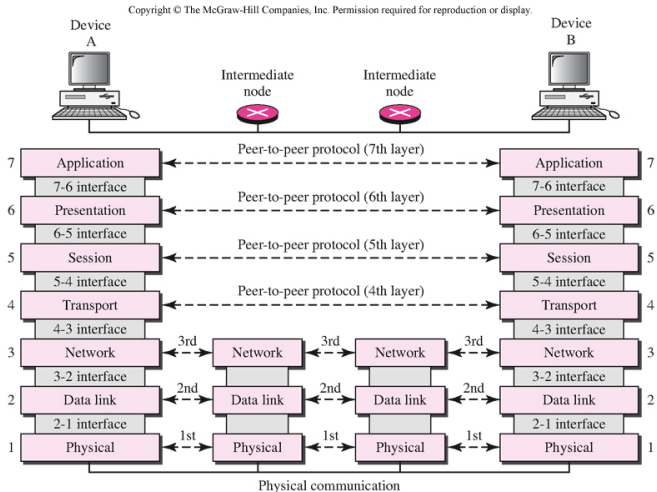 Copyright © The McGraw-Hill Companies, Inc. Permission required for reproduction or display.
Device
A
Device
B
Intermediate
node
Intermediate
node
7 Application Peer-to-peer protocol (7th layer) Application 7
7-6 interface 7-6 interface
6 Presentation Peer-to-peer protocol (6th layer) Presentation 6
6-5 interface 6-5 interface
5 Session Peer-to-peer protocol (5th layer) Session 5
5-4 interface 5-4 interface
4 Transport Peer-to-peer protocol (4th layer) Transport 4
4-3 interface 4-3 interface
3 Network 3rd Network 3rd Network 3rd Network 3
3-2 interface 3-2 interface
2 Data link 2nd Data link 2nd Data link 2nd Data link 2
2-1 interface 2-1 interface
1 Physical 1st Physical 1st Physical 1st Physical 1
Physical communication